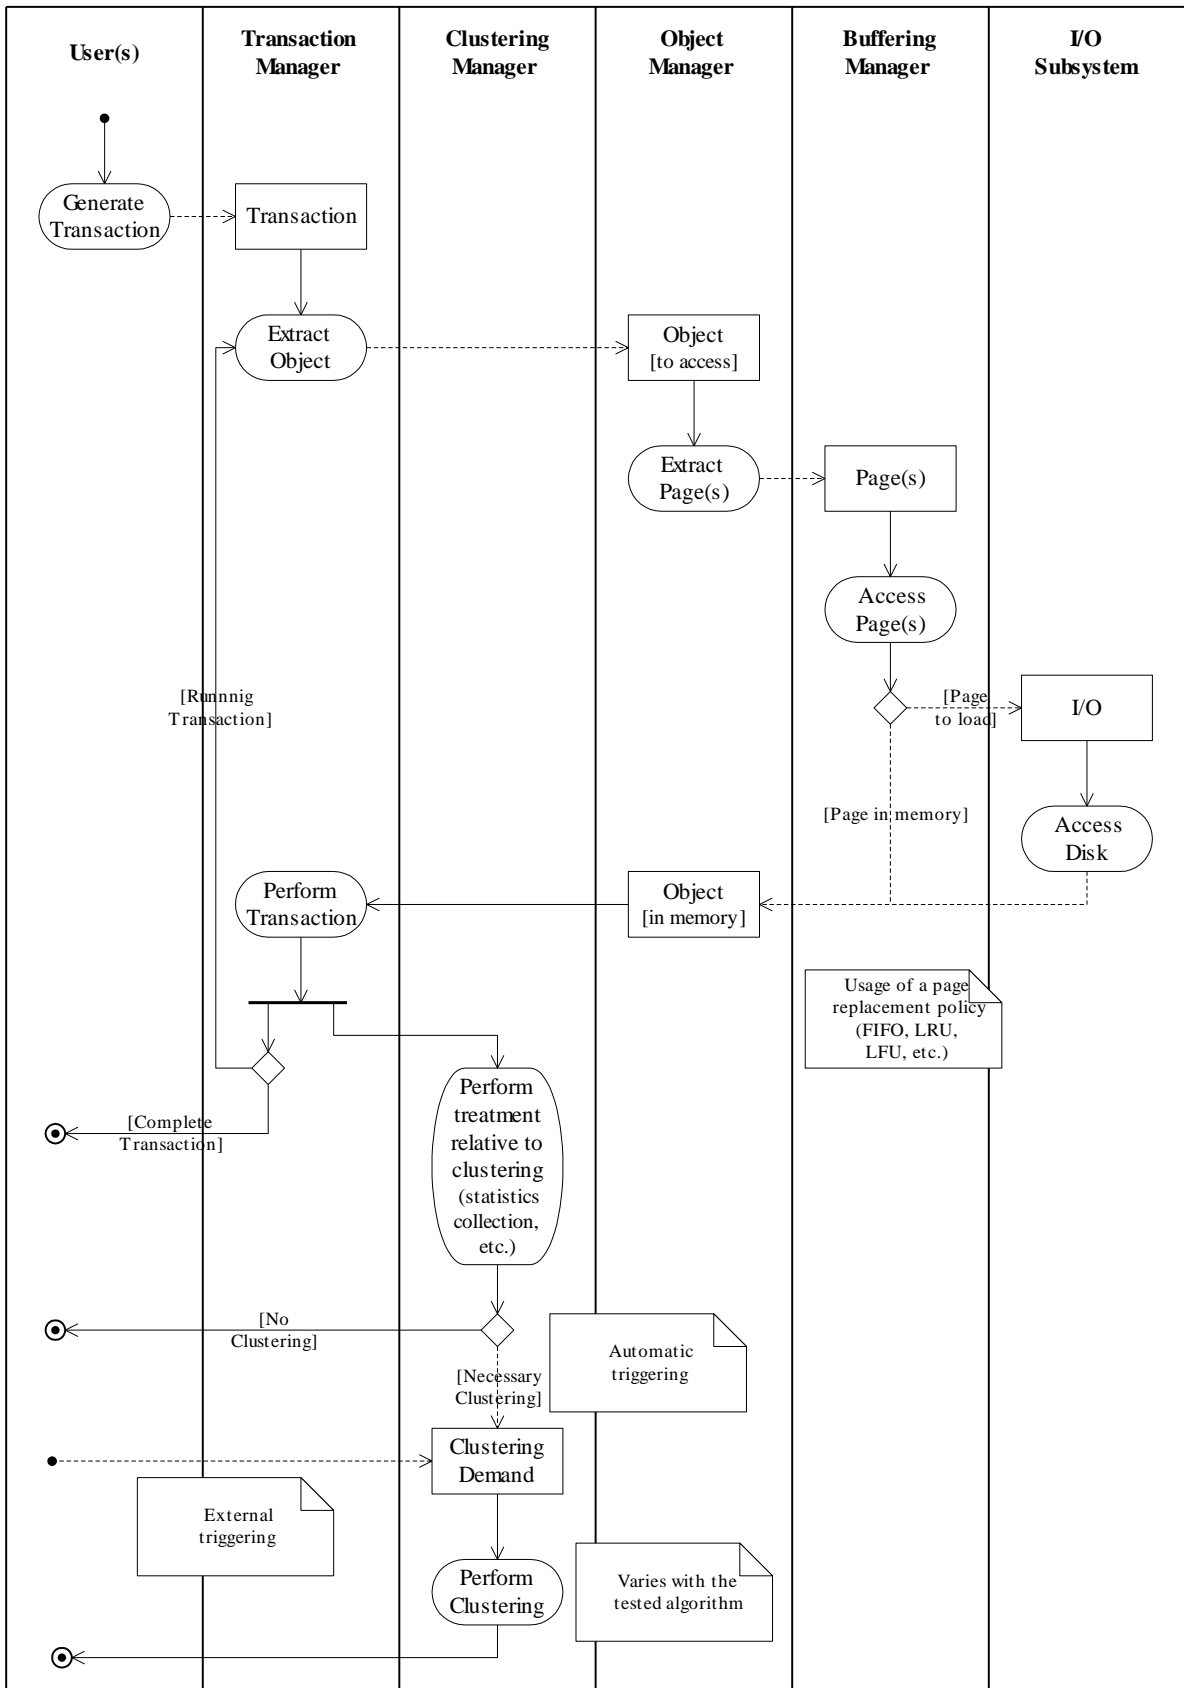 User(s)
Transaction
Manager
Clustering
Manager
Object
Manager
Buffering
Manager
I/O
Subsystem
Generate
Transaction
Transaction
Extract
Object
Object
[to access]
Extract
Page(s)
Page(s)
Access
Page(s)
[Runnnig
Transaction]
[Page
to load]
I/O
[Page in memory]
Access
Disk
Perform
Transaction
Object
[in memory]
Usage of a page
replacement policy
(FIFO, LRU,
LFU, etc.)
[Complete
Transaction]
Perform
treatment
relative to
clustering
(statistics
collection,
etc.)
[No
Clustering]
Automatic
triggering
[Necessary
Clustering]
Clustering
Demand
External
triggering
Perform
Clustering
Varies with the
tested algorithm